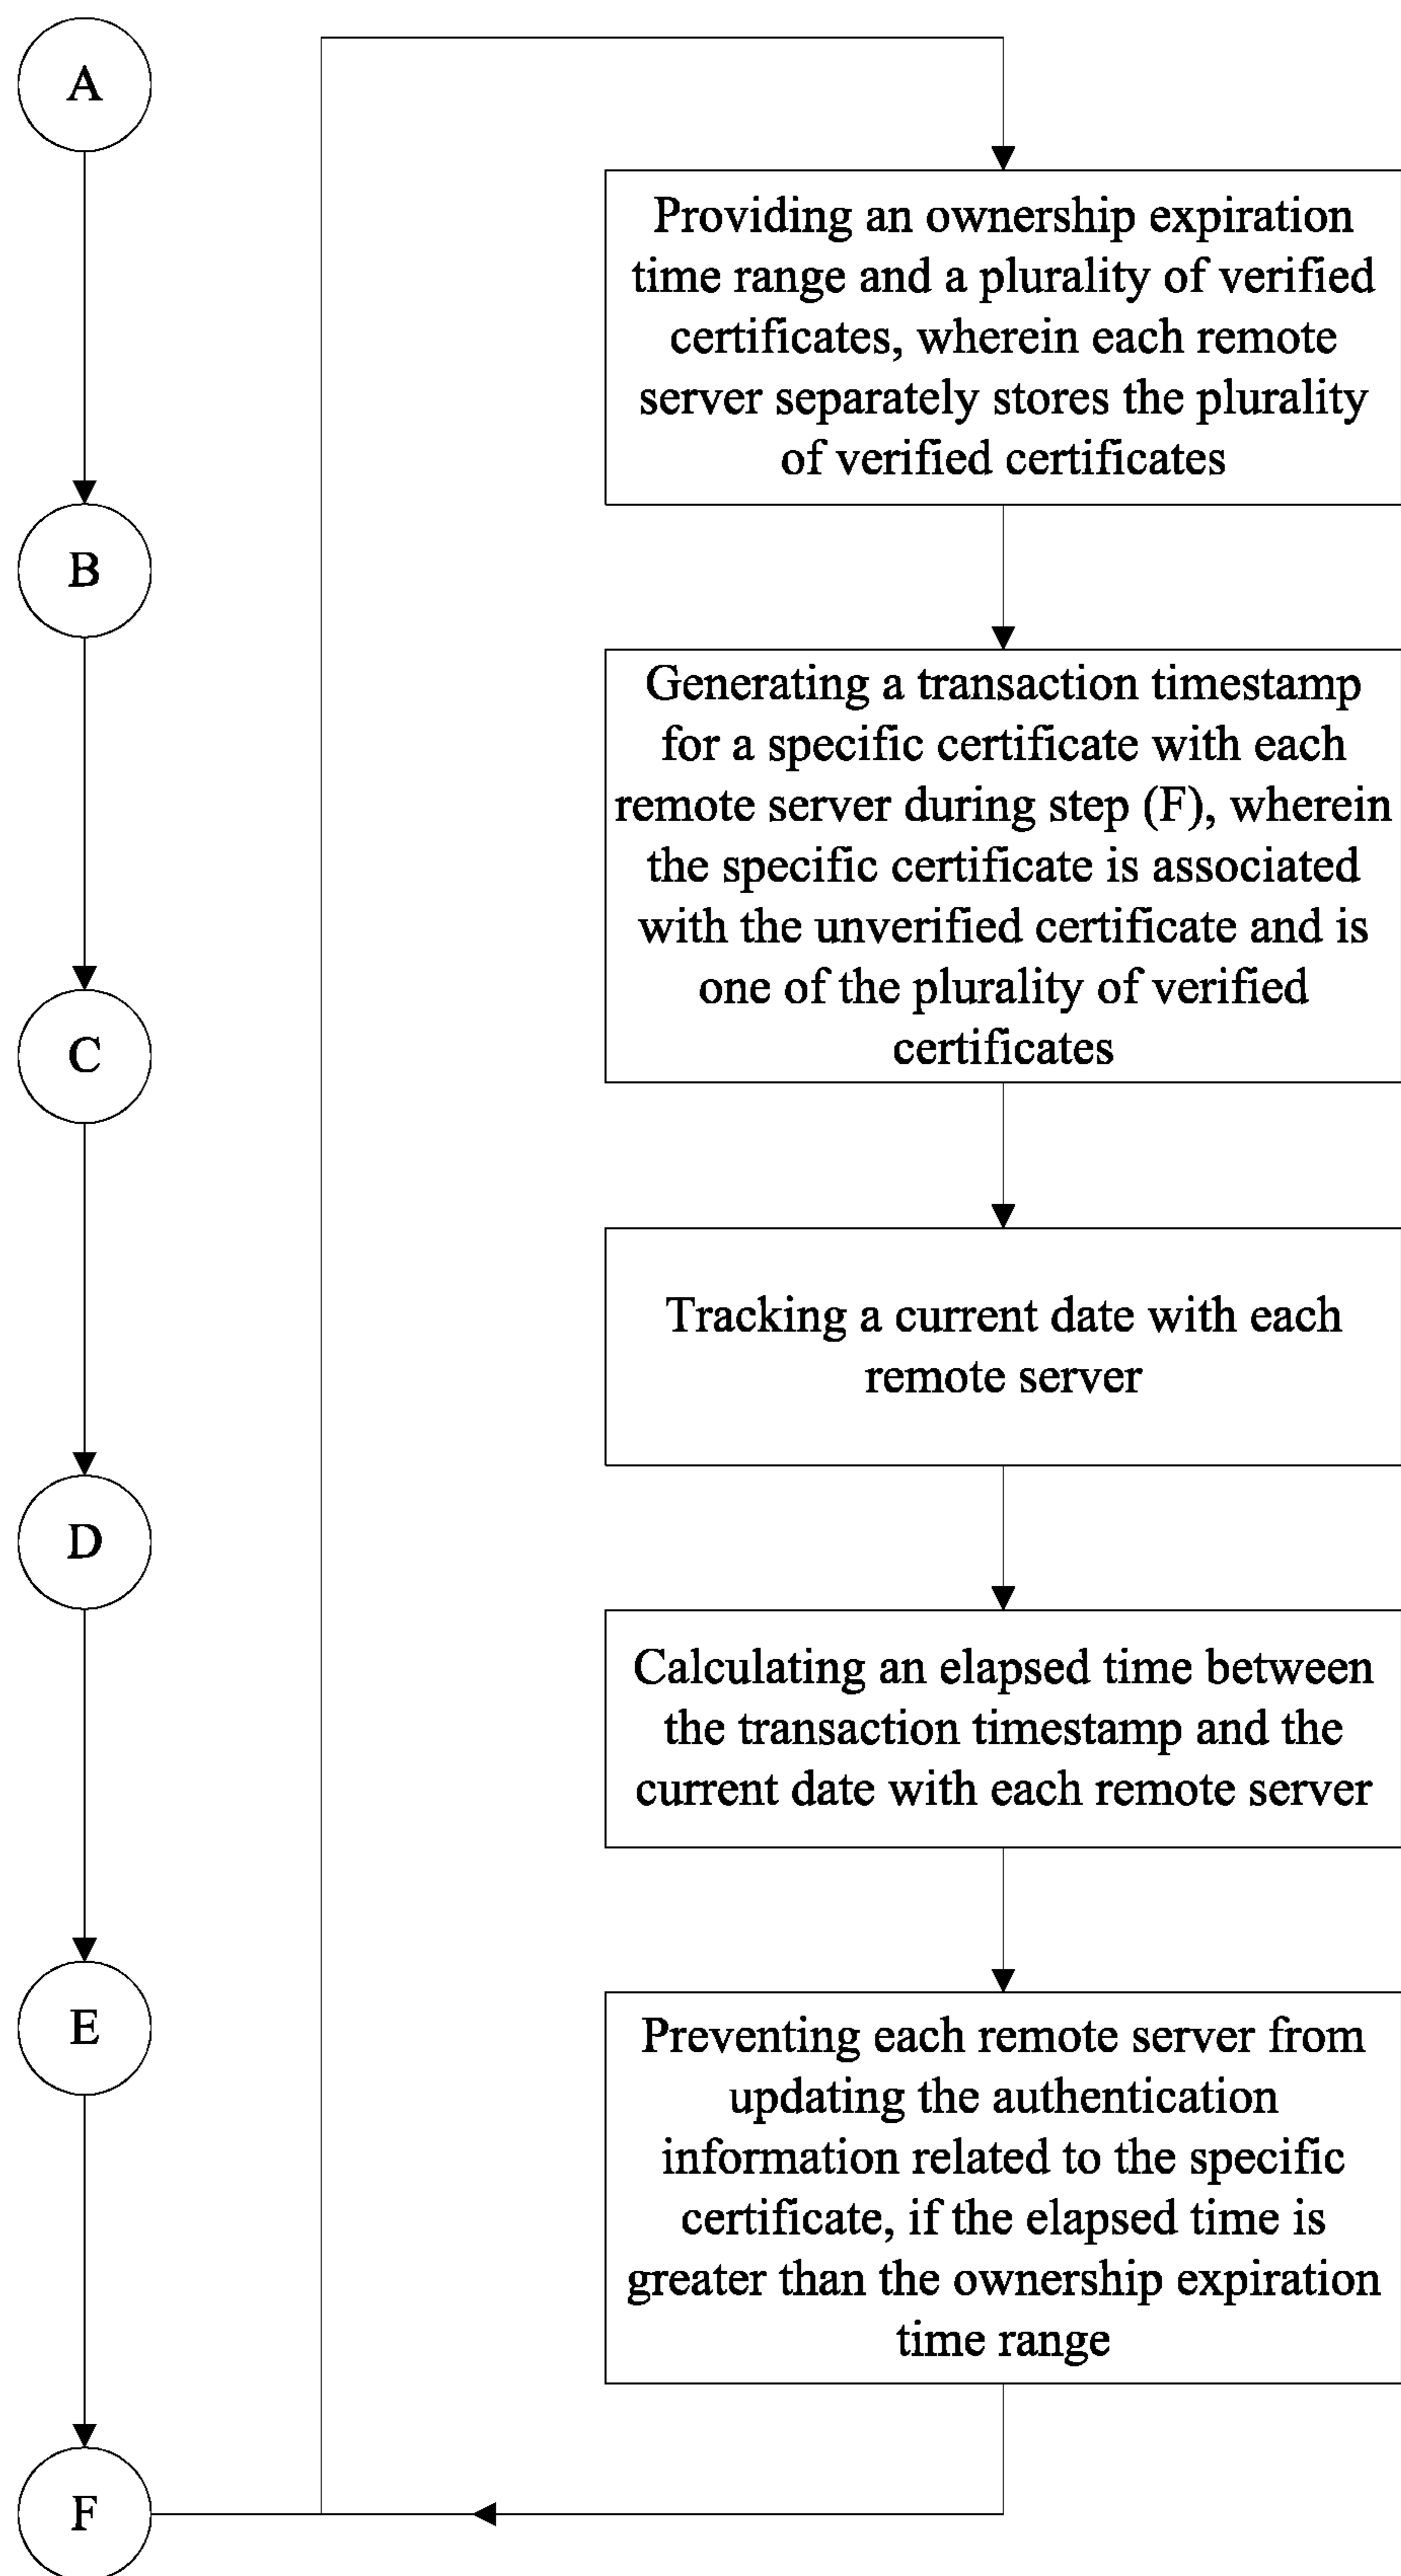 A
B
C
D
E
F
Providing an ownership expiration
time range and a plurality of verified
certificates, wherein each remote
server separately stores the plurality
of verified certificates
Generating a transaction timestamp
for a specific certificate with each
remote server during step (F), wherein
the specific certificate is associated
with the unverified certificate and is
one of the plurality of verified
certificates
Tracking a current date with each
remote server
Calculating an elapsed time between
the transaction timestamp and the
current date with each remote server
Preventing each remote server from
updating the authentication
information related to the specific
certificate, if the elapsed time is
greater than the ownership expiration
time range